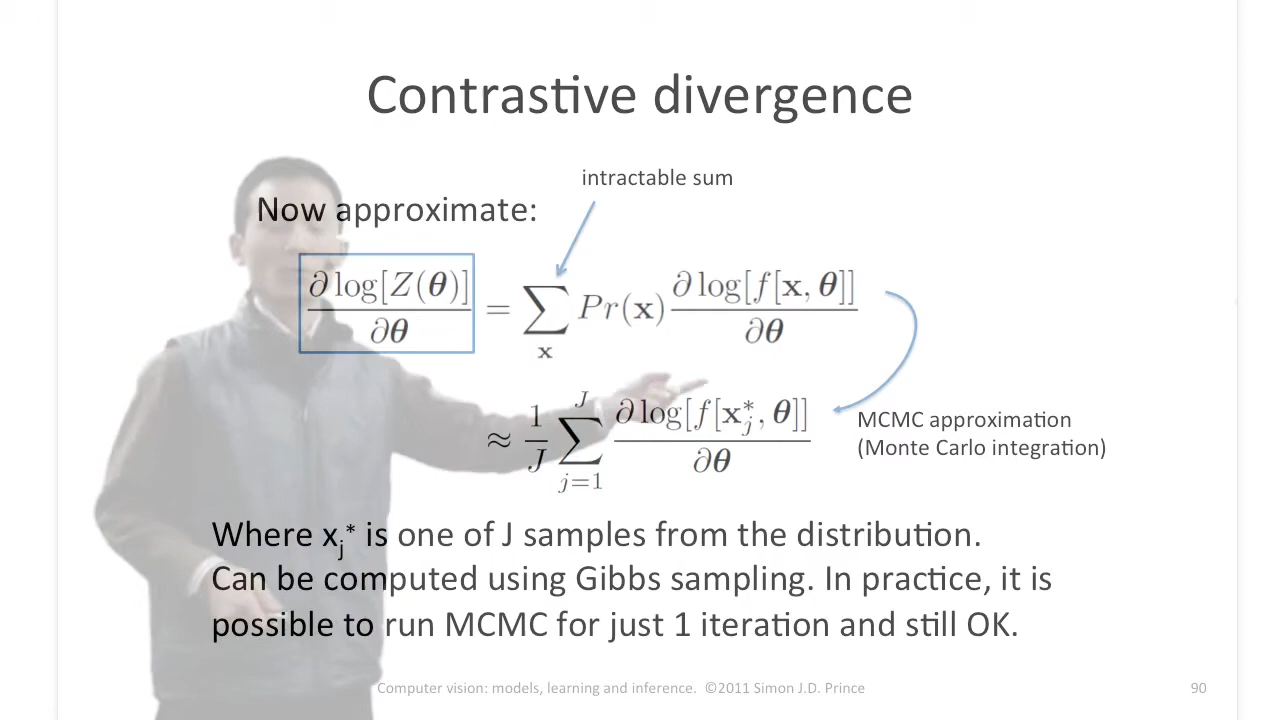 Contrastive divergence
intractable sum
Now approximate:
∂ log[Z(θ)] / ∂θ = ∑_x Pr(x) ∂ log[f[x, θ]] / ∂θ
≈ 1/J ∑_{j=1}^{J} ∂ log[f[x_j^*, θ]] / ∂θ
MCMC approximation
(Monte Carlo integration)
Where x_j^* is one of J samples from the distribution.
Can be computed using Gibbs sampling. In practice, it is
possible to run MCMC for just 1 iteration and still OK.
Computer vision: models, learning and inference. ©2011 Simon J.D. Prince
90